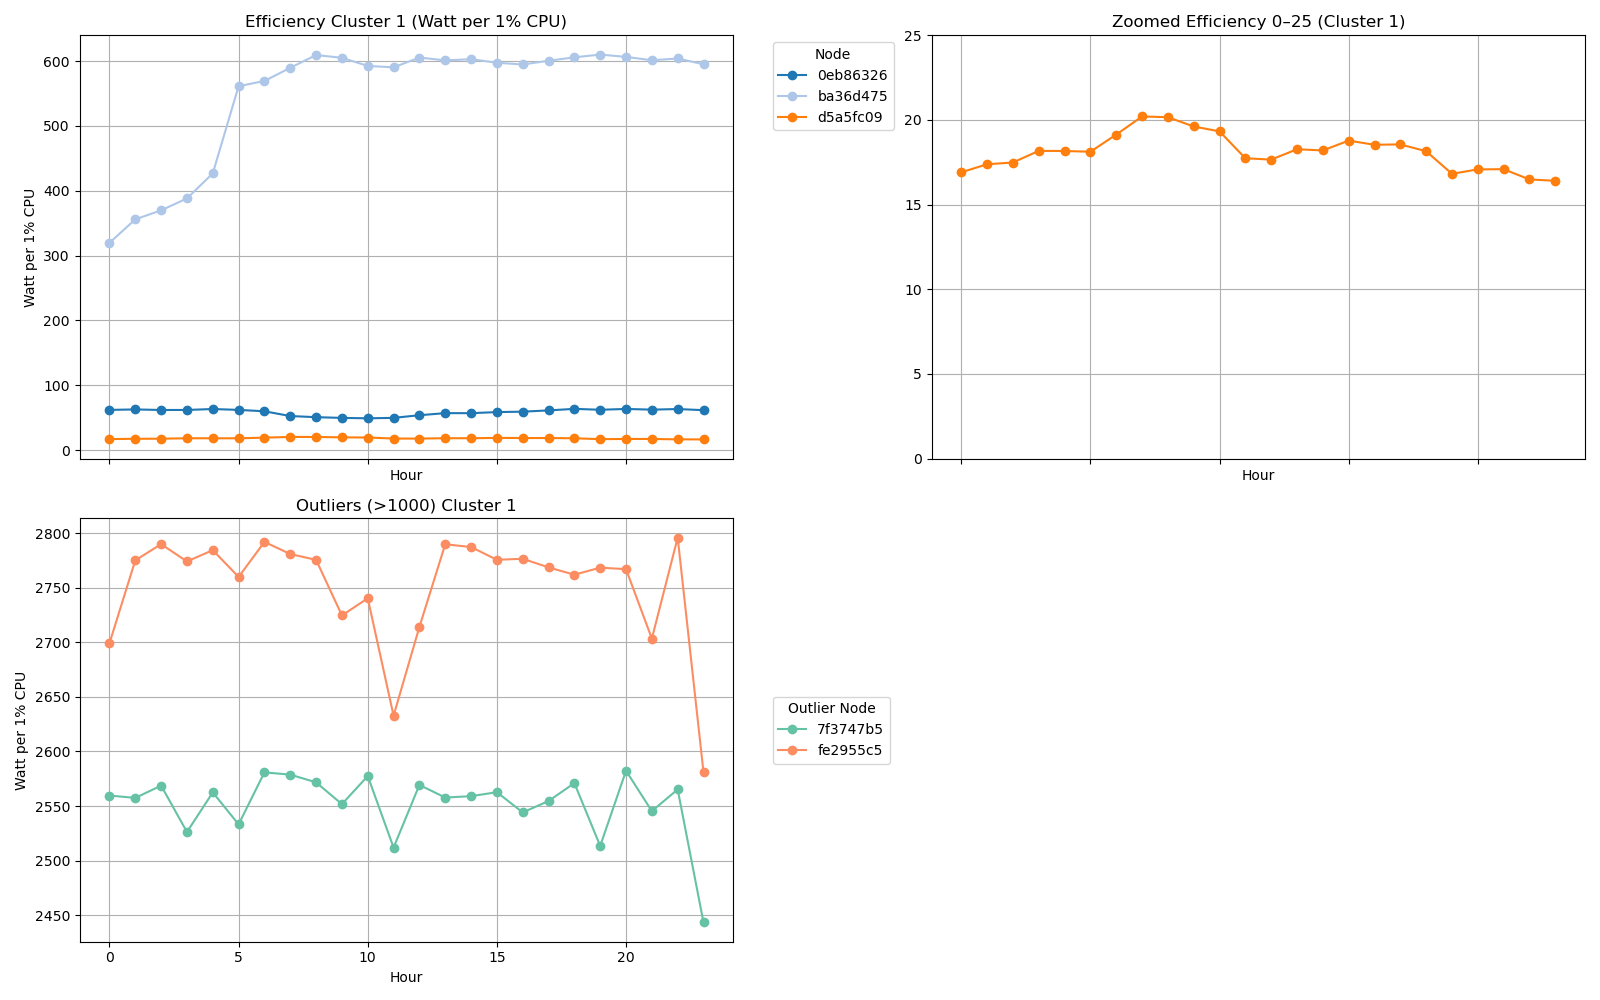 Efficiency Cluster 1 (Watt per 1% CPU)
Watt per 1% CPU
600
500
400
300
200
100
0
Hour
Node
0eb86326
ba36d475
d5a5fc09
Zoomed Efficiency 0–25 (Cluster 1)
25
20
15
10
5
0
Hour
Outliers (>1000) Cluster 1
Watt per 1% CPU
2800
2750
2700
2650
2600
2550
2500
2450
0 5 10 15 20
Hour
Outlier Node
7f3747b5
fe2955c5